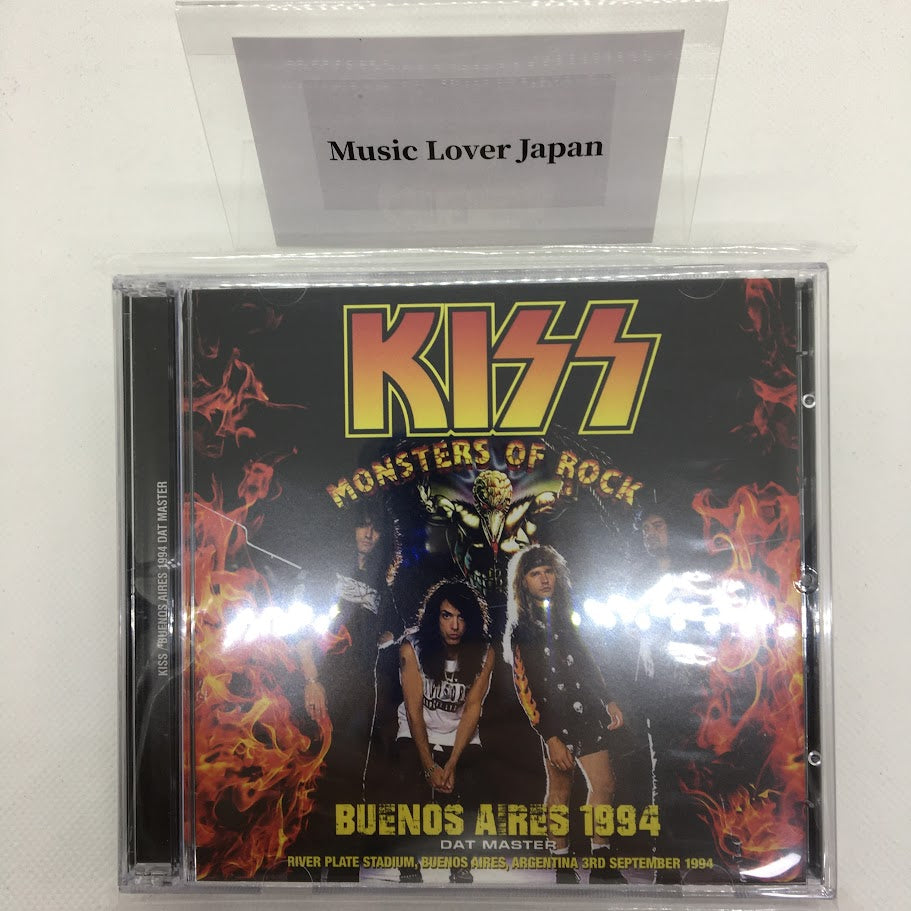 Music Lover Japan
KISS
MONSTERS OF ROCK
KISS / BUENOS AIRES 1994 DAT MASTER
BUENOS AIRES 1994
DAT MASTER
RIVER PLATE STADIUM, BUENOS AIRES, ARGENTINA 3RD SEPTEMBER 1994